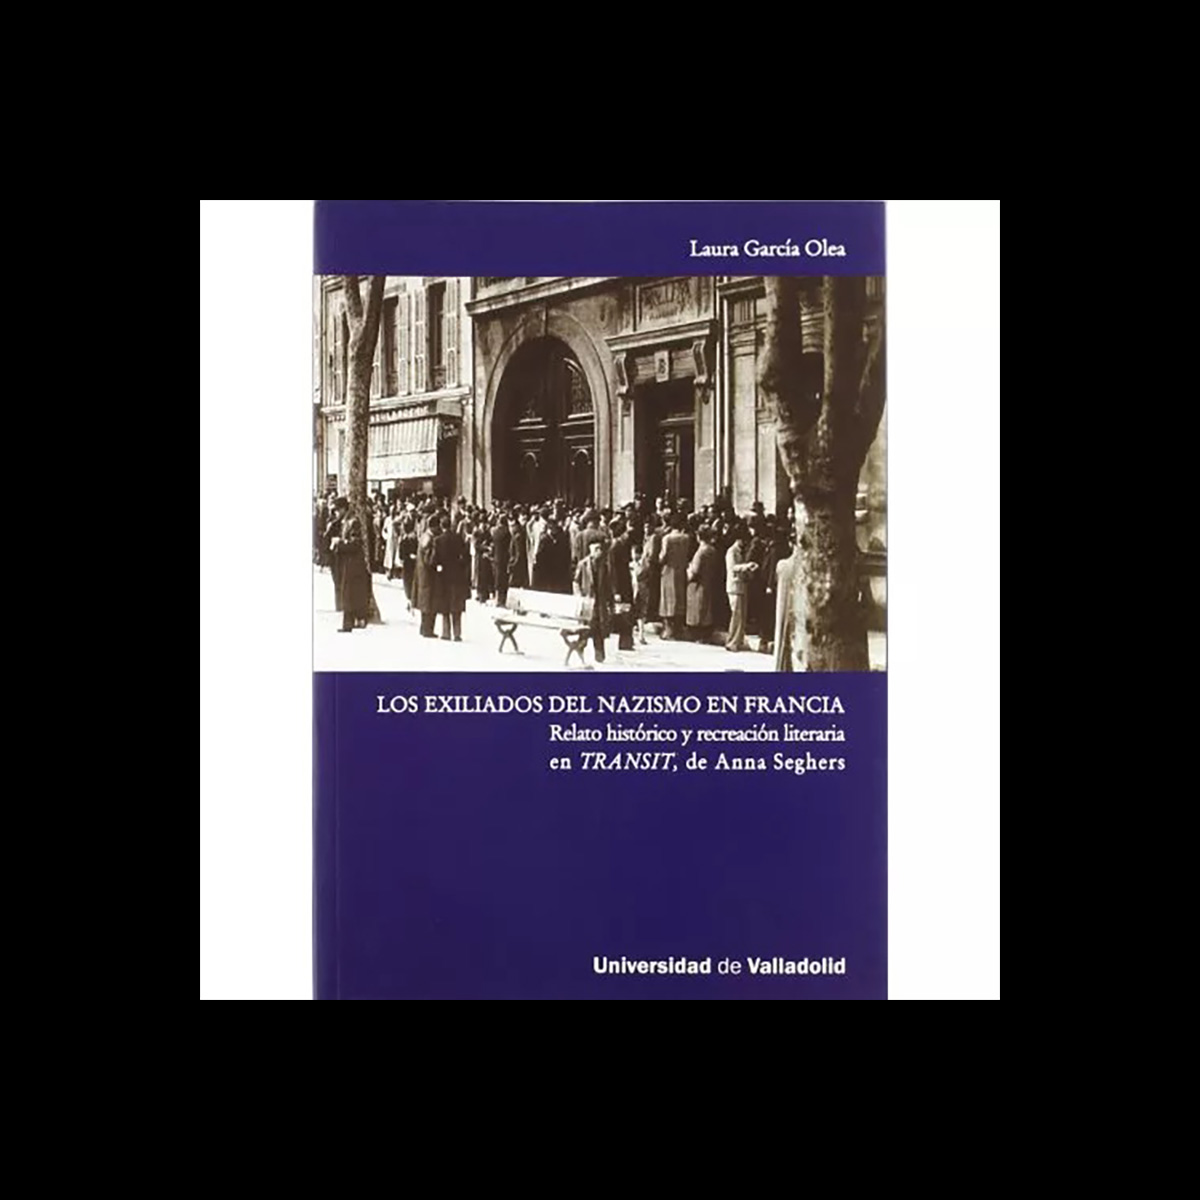 Laura García Olea
LOS EXILIADOS DEL NAZISMO EN FRANCIA
Relato histórico y recreación literaria
en TRANSIT, de Anna Seghers
Universidad de Valladolid